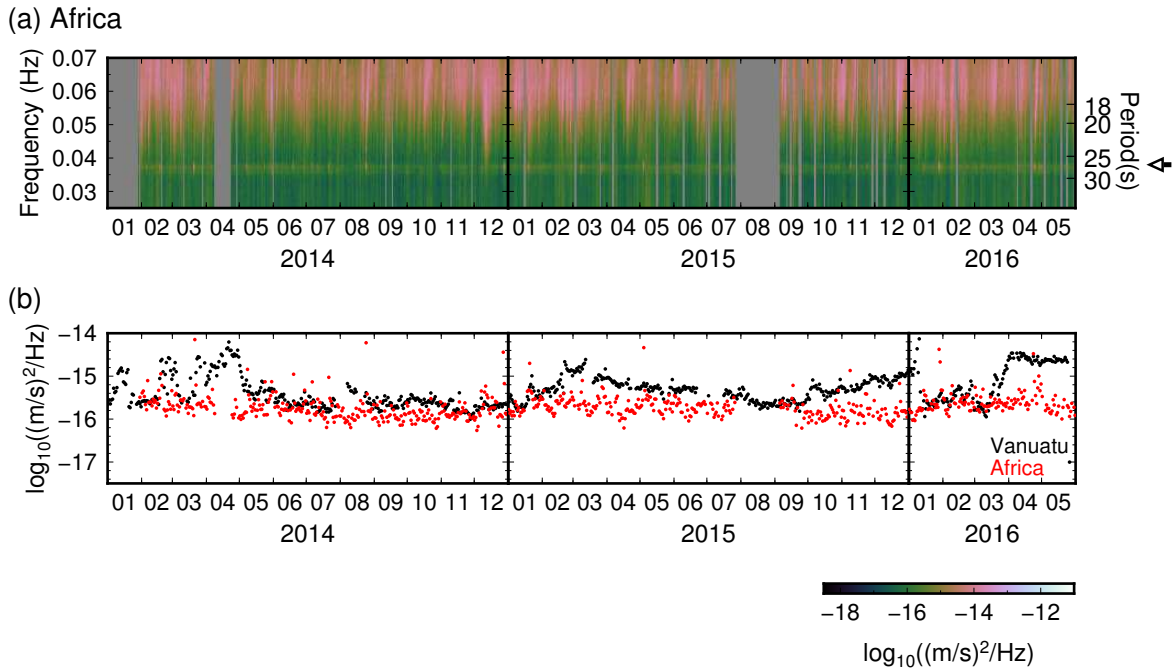 (a) Africa
0.07
0.06
0.05
0.04
0.03
Frequency (Hz)
18
20
25
30
Period(s)
01 02 03 04 05 06 07 08 09 10 11 12 01 02 03 04 05 06 07 08 09 10 11 12 01 02 03 04 05
2014 2015 2016
(b)
−14
−15
−16
−17
log10((m/s)2/Hz)
Vanuatu
Africa
01 02 03 04 05 06 07 08 09 10 11 12 01 02 03 04 05 06 07 08 09 10 11 12 01 02 03 04 05
2014 2015 2016
−18 −16 −14 −12
log10((m/s)2/Hz)